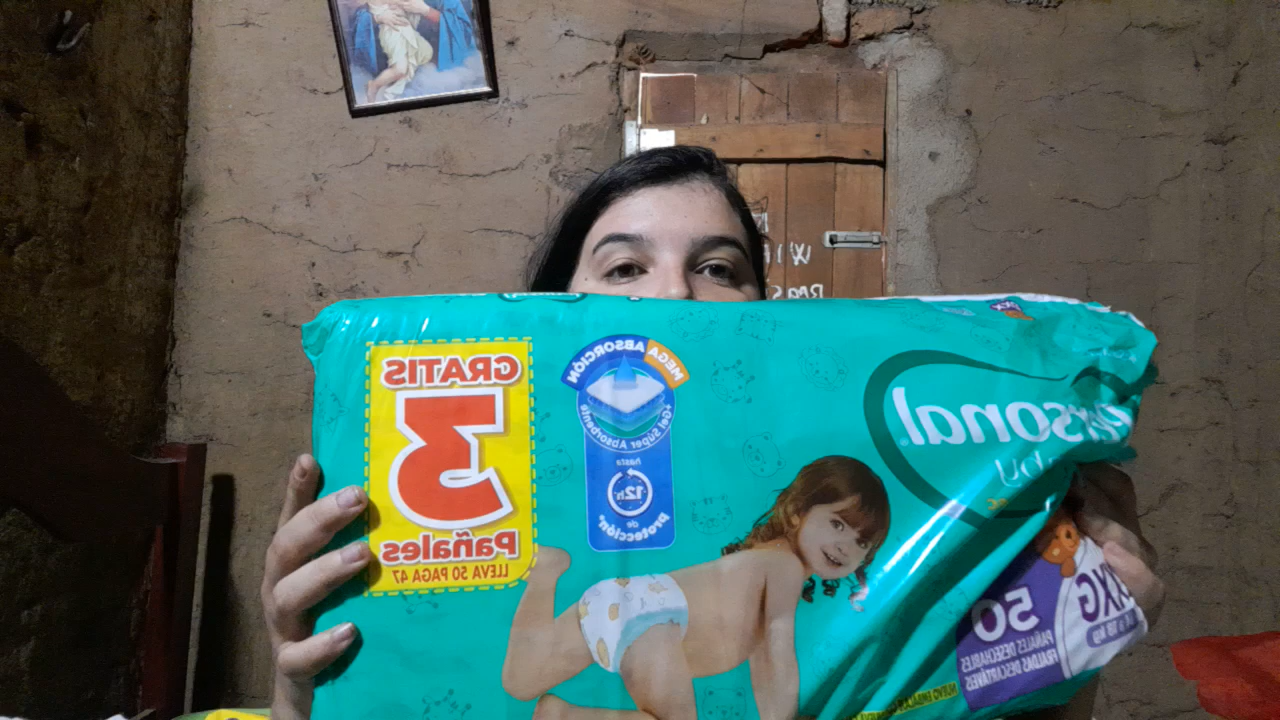 GRATIS
3
Pañales
LLEVA 50 PAGA 47
MEGA ABSORCIÓN
+Gel Súper Absorbente
hasta
12h
de
protección
Personal
Baby
XXG
50
PAÑALES DESECHABLES
FRALDAS DESCARTÁVEIS